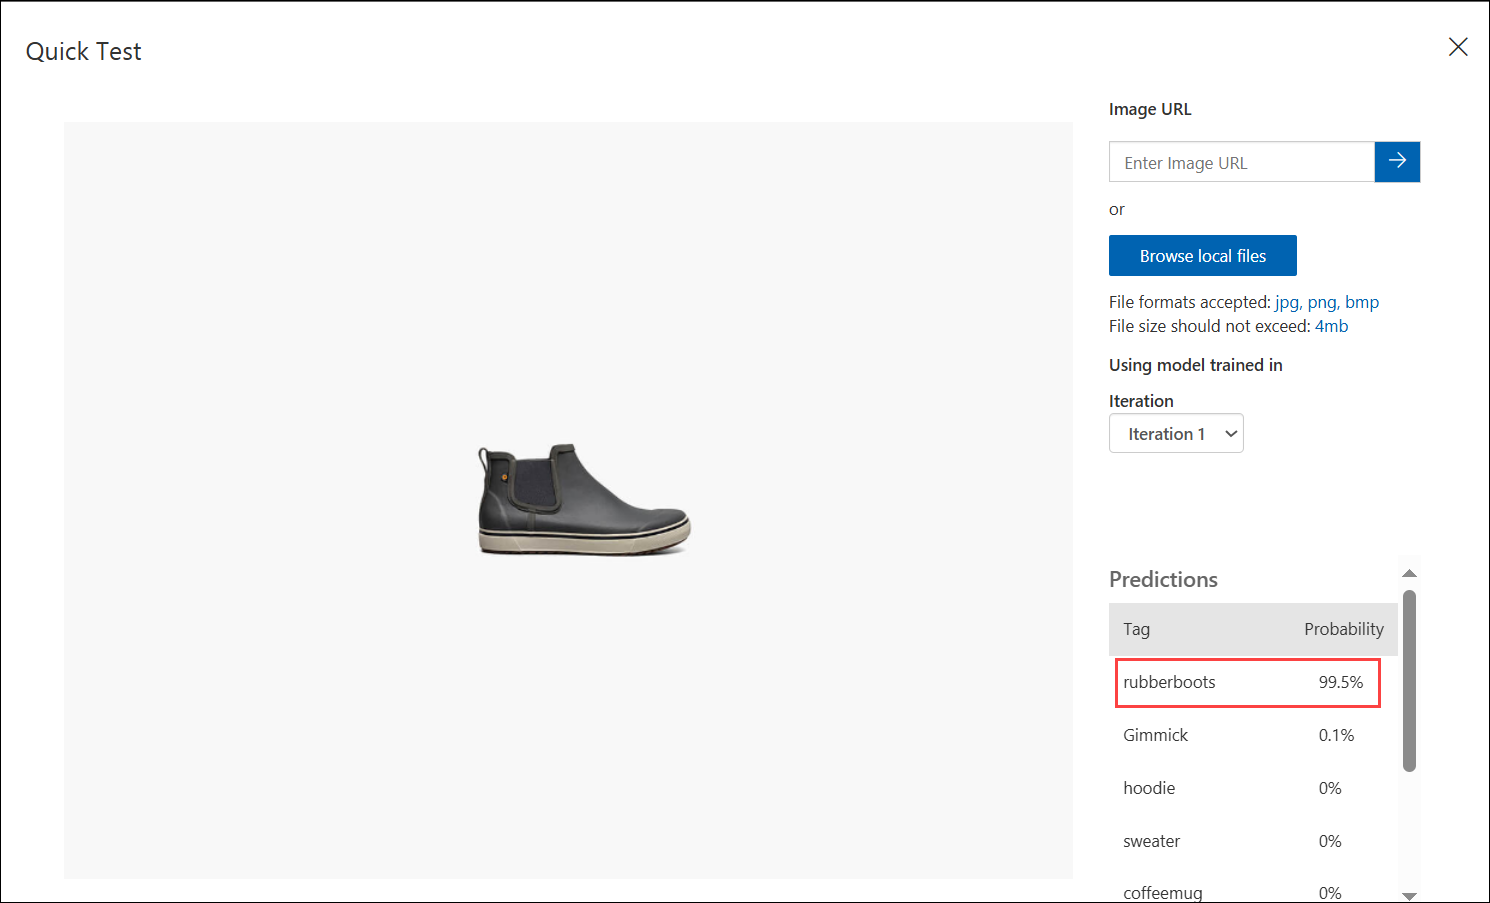 Quick Test
Image URL
Enter Image URL
or
Browse local files
File formats accepted: jpg, png, bmp
File size should not exceed: 4mb
Using model trained in
Iteration
Iteration 1
Predictions
Tag Probability
rubberboots 99.5%
Gimmick 0.1%
hoodie 0%
sweater 0%
coffeemug 0%